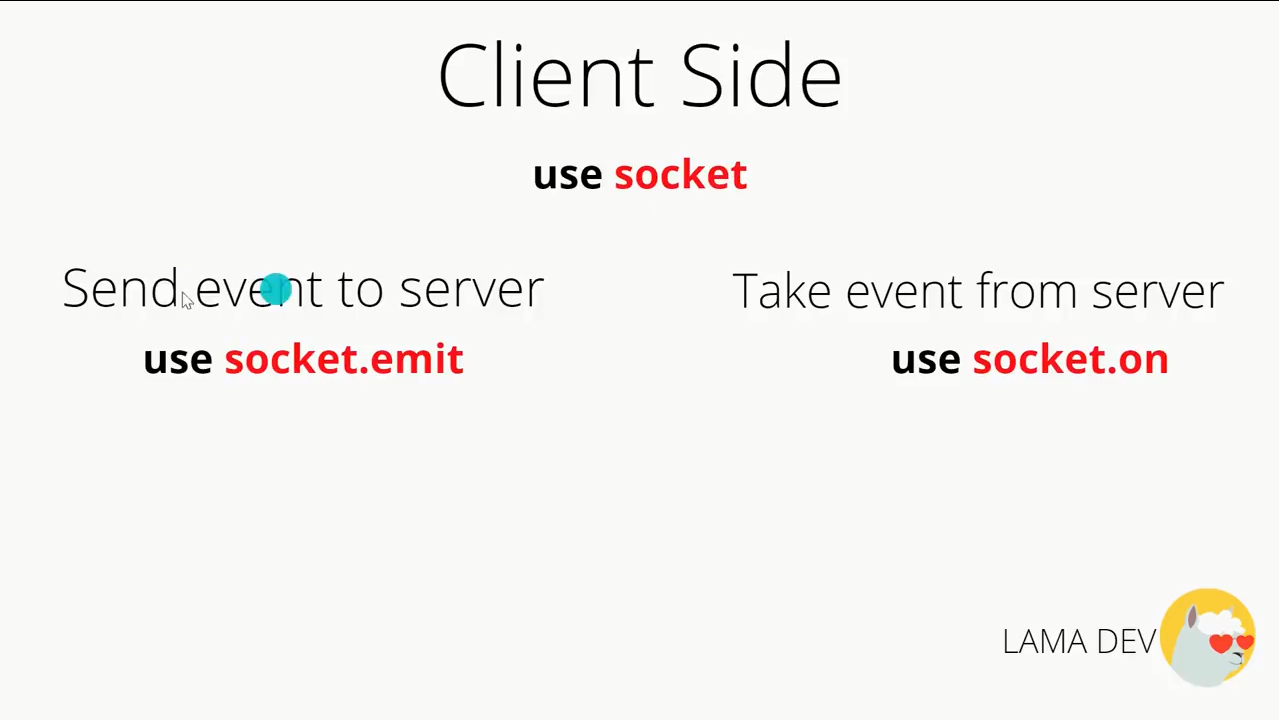 Client Side
use socket
Send event to server
use socket.emit
Take event from server
use socket.on
LAMA DEV